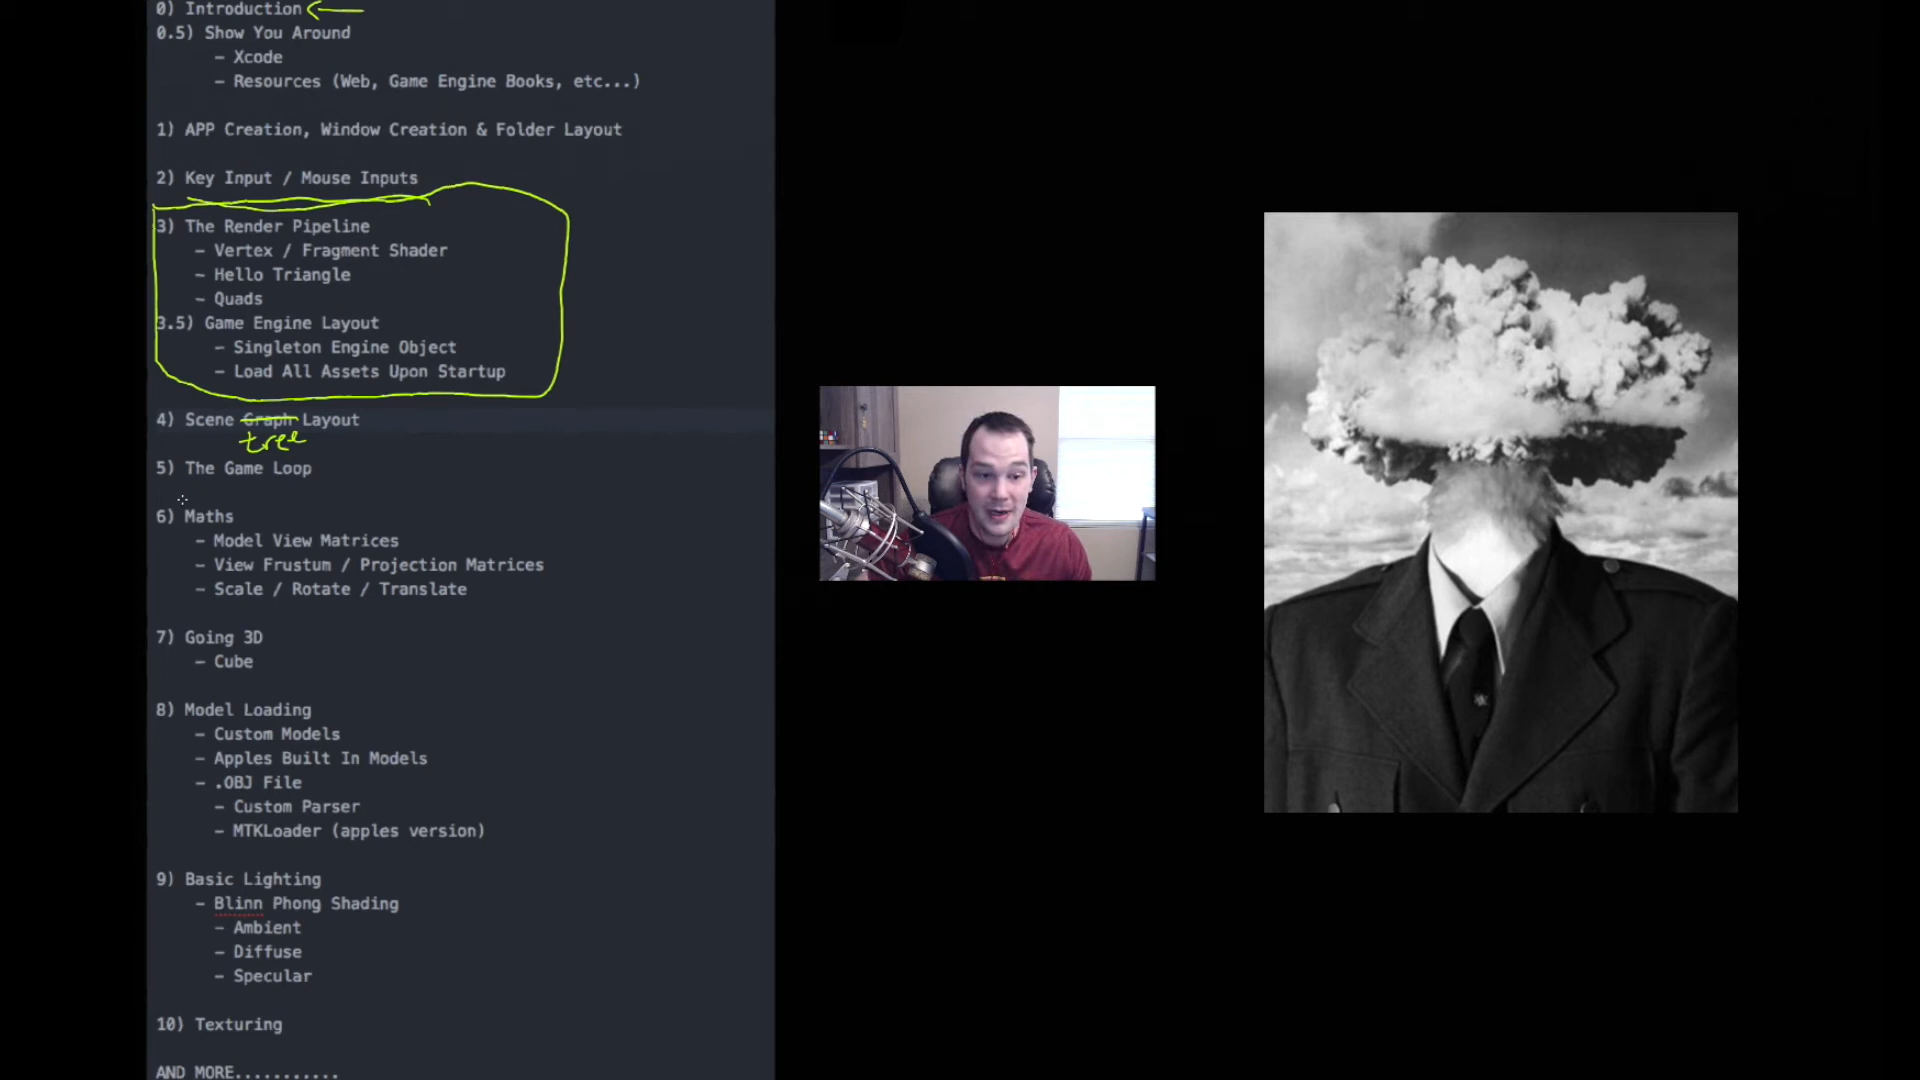 0) Introduction
0.5) Show You Around
- Xcode
- Resources (Web, Game Engine Books, etc...)
1) APP Creation, Window Creation & Folder Layout
2) Key Input / Mouse Inputs
3) The Render Pipeline
- Vertex / Fragment Shader
- Hello Triangle
- Quads
3.5) Game Engine Layout
- Singleton Engine Object
- Load All Assets Upon Startup
4) Scene Graph Layout
tree
5) The Game Loop
6) Maths
- Model View Matrices
- View Frustum / Projection Matrices
- Scale / Rotate / Translate
7) Going 3D
- Cube
8) Model Loading
- Custom Models
- Apples Built In Models
- .OBJ File
- Custom Parser
- MTKLoader (apples version)
9) Basic Lighting
- Blinn Phong Shading
- Ambient
- Diffuse
- Specular
10) Texturing
AND MORE...........